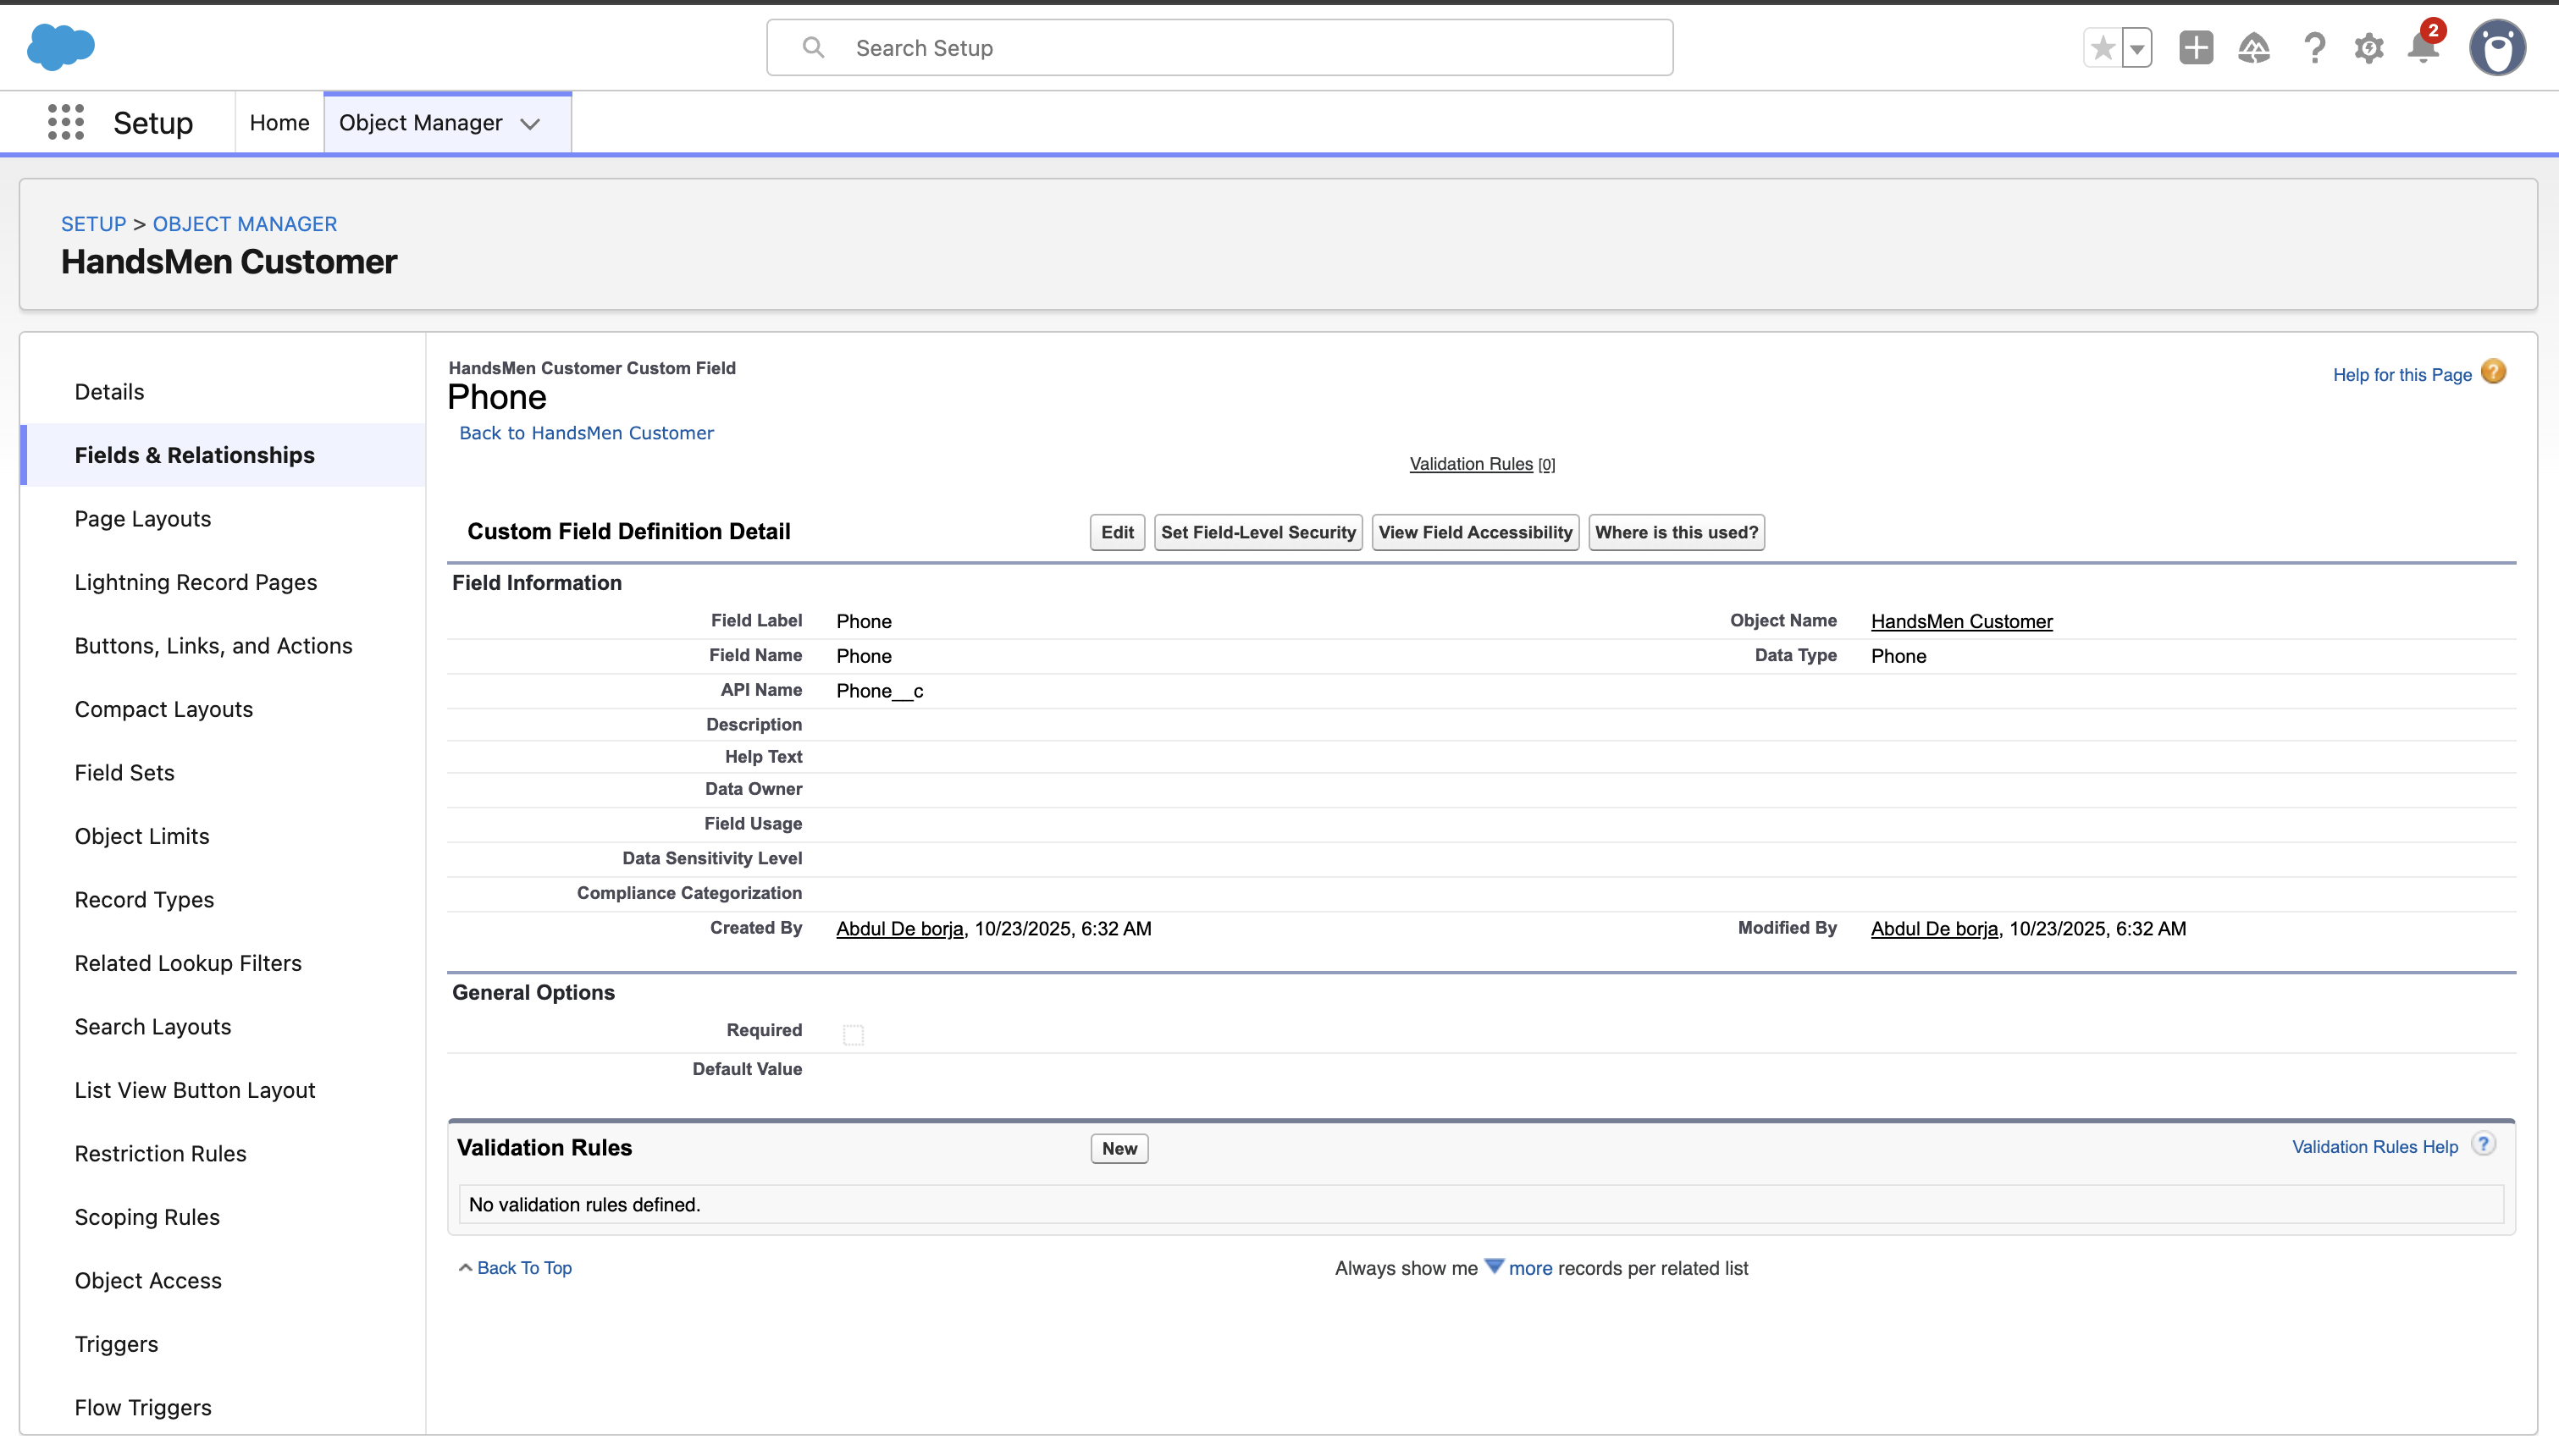 Search Setup
2
Setup
Home
Object Manager
SETUP > OBJECT MANAGER
HandsMen Customer
Details
Fields & Relationships
Page Layouts
Lightning Record Pages
Buttons, Links, and Actions
Compact Layouts
Field Sets
Object Limits
Record Types
Related Lookup Filters
Search Layouts
List View Button Layout
Restriction Rules
Scoping Rules
Object Access
Triggers
Flow Triggers
HandsMen Customer Custom Field
Phone
Back to HandsMen Customer
Help for this Page ?
Validation Rules [0]
Custom Field Definition Detail
Edit
Set Field-Level Security
View Field Accessibility
Where is this used?
Field Information
Field Label Phone
Object Name HandsMen Customer
Field Name Phone
Data Type Phone
API Name Phone__c
Description
Help Text
Data Owner
Field Usage
Data Sensitivity Level
Compliance Categorization
Created By Abdul De borja, 10/23/2025, 6:32 AM
Modified By Abdul De borja, 10/23/2025, 6:32 AM
General Options
Required
Default Value
Validation Rules
New
Validation Rules Help ?
No validation rules defined.
Back To Top
Always show me more records per related list